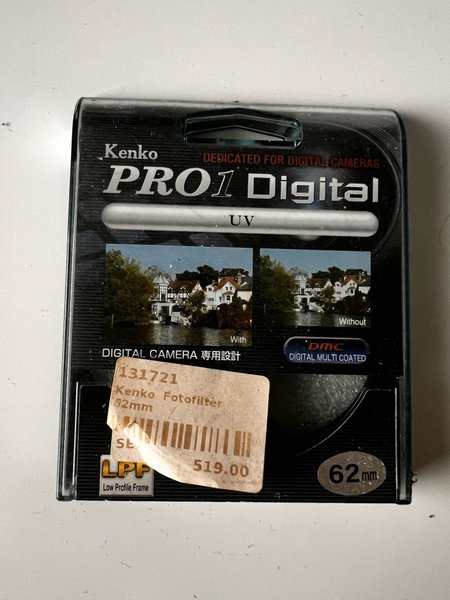 Kenko
DEDICATED FOR DIGITAL CAMERAS
PRO1 Digital
UV
With
Without
DIGITAL CAMERA 専用設計
DMC
DIGITAL MULTI COATED
131721
Kenko Fotofilter
62mm
519.00
LPF
Low Profile Frame
62mm